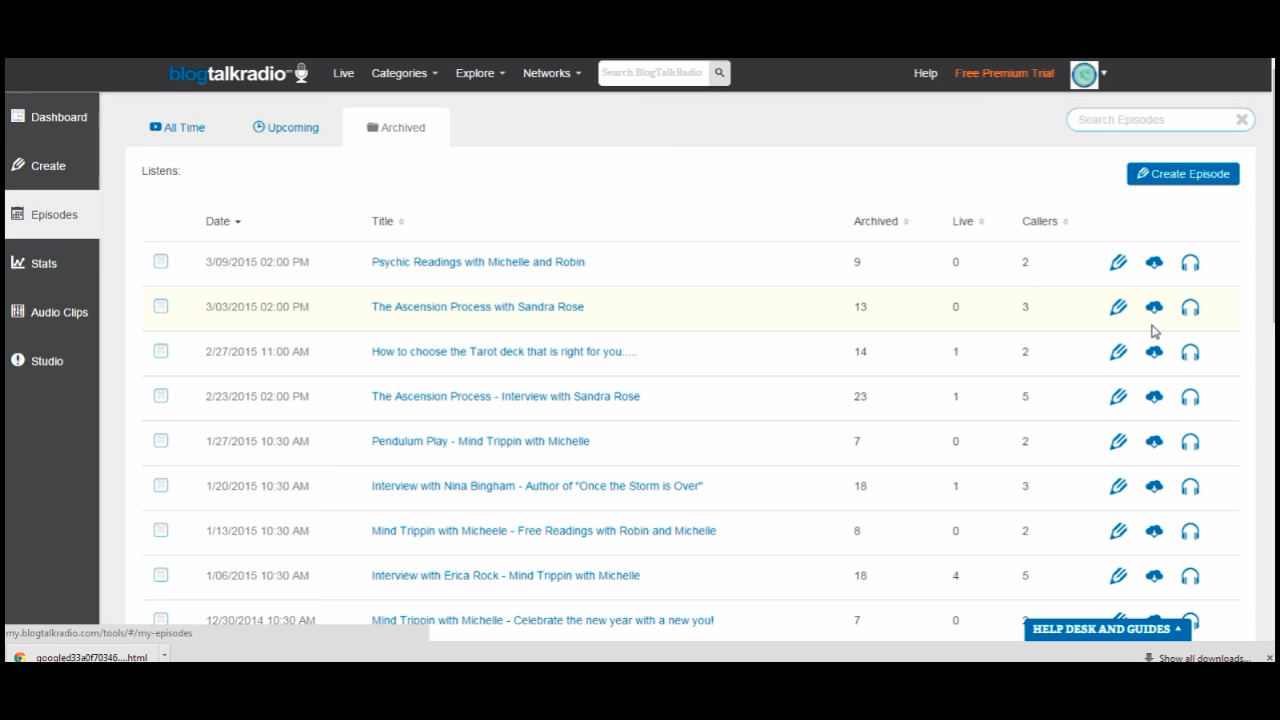 blogtalkradio Live Categories Explore Networks Search BlogTalkRadio Help Free Premium Trial
Dashboard
Create
Episodes
Stats
Audio Clips
Studio
All Time Upcoming Archived Search Episodes
Listens: Create Episode
Date Title Archived Live Callers
3/09/2015 02:00 PM Psychic Readings with Michelle and Robin 9 0 2
3/03/2015 02:00 PM The Ascension Process with Sandra Rose 13 0 3
2/27/2015 11:00 AM How to choose the Tarot deck that is right for you..... 14 1 2
2/23/2015 02:00 PM The Ascension Process - Interview with Sandra Rose 23 1 5
1/27/2015 10:30 AM Pendulum Play - Mind Trippin with Michelle 7 0 2
1/20/2015 10:30 AM Interview with Nina Bingham - Author of "Once the Storm is Over" 18 1 3
1/13/2015 10:30 AM Mind Trippin with Micheele - Free Readings with Robin and Michelle 8 0 2
1/06/2015 10:30 AM Interview with Erica Rock - Mind Trippin with Michelle 18 4 5
12/30/2014 10:30 AM Mind Trippin with Michelle - Celebrate the new year with a new you! 7 0
HELP DESK AND GUIDES
my.blogtalkradio.com/tools/#/my-episodes
googled33a0f70346....html Show all downloads...